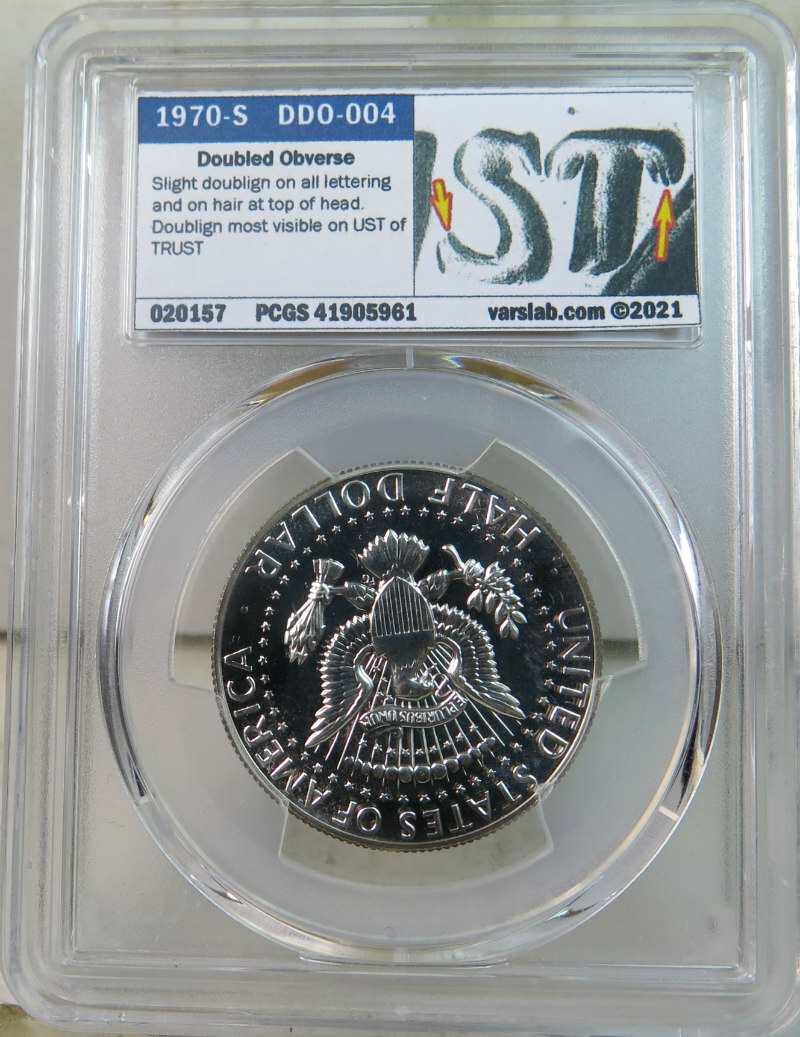 1970-S DDO-004
Doubled Obverse
Slight doublign on all lettering
and on hair at top of head.
Doublign most visible on UST of
TRUST
ST
020157 PCGS 41905961 varslab.com ©2021
HALF DOLLAR
UNITED STATES OF AMERICA
E PLURIBUS UNUM